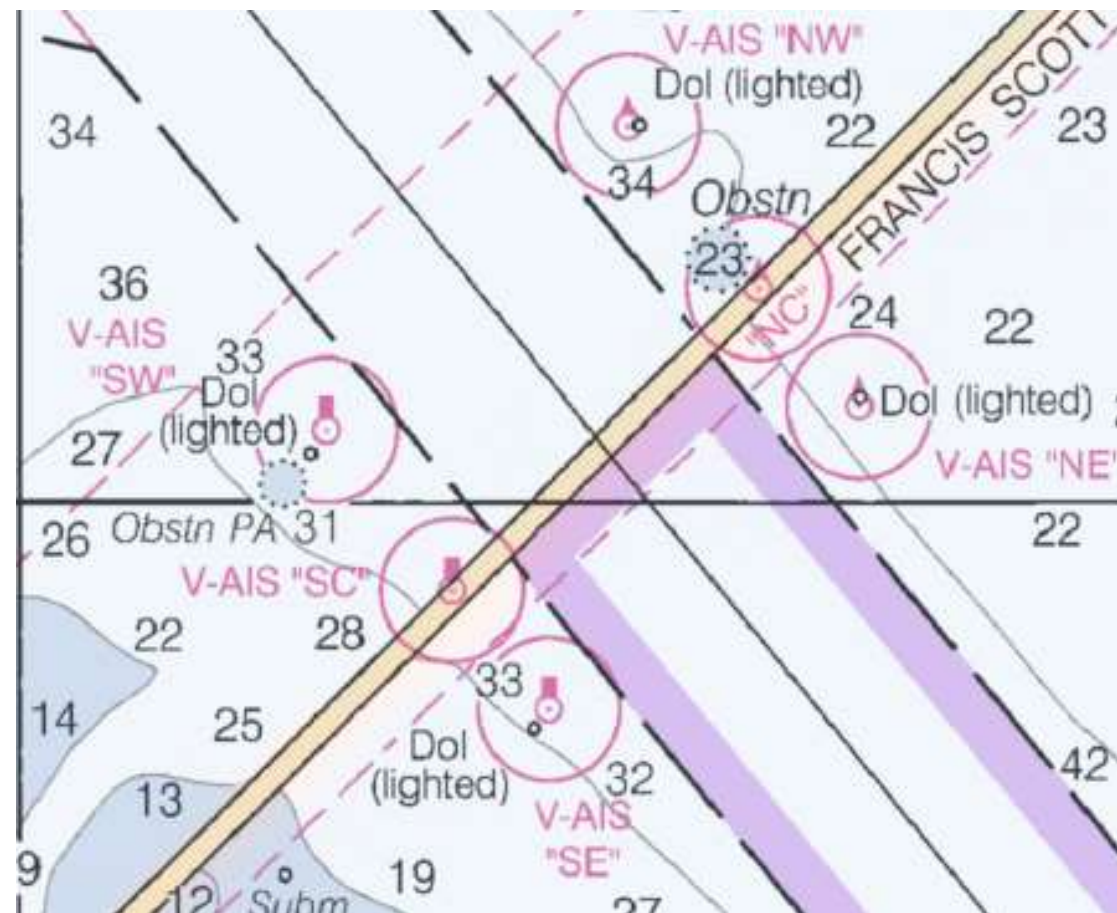 V-AIS "NW"
Dol (lighted)
34
22
23
34
Obstn
FRANCIS SCOTT
23
"NC"
36
24
22
V-AIS
"SW"
33
Dol
(lighted)
Dol (lighted)
27
V-AIS "NE"
26
Obstn PA 31
22
V-AIS "SC"
22
28
33
14
25
Dol
(lighted)
32
42
13
V-AIS
"SE"
9
19
12
Subm
27